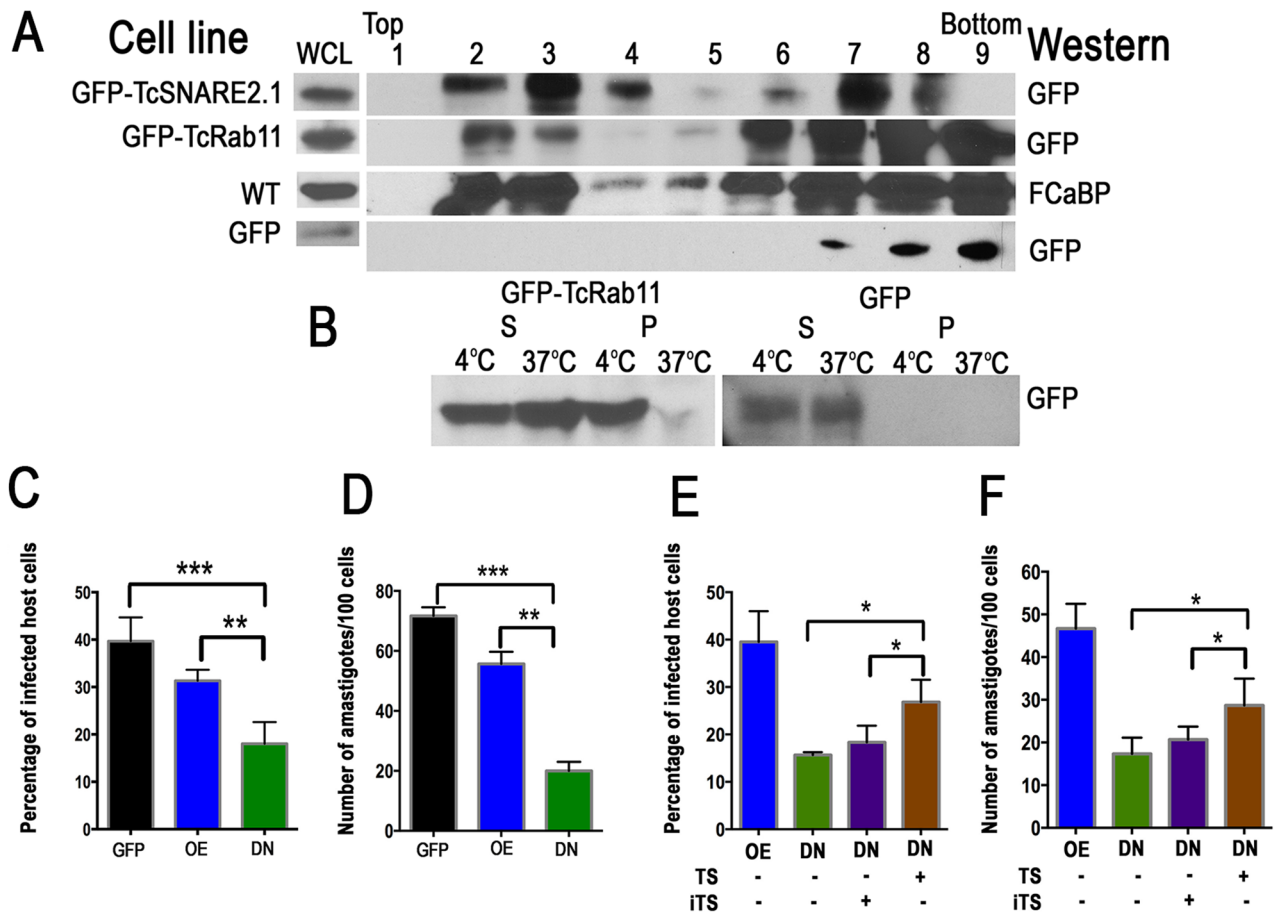 A
Cell line
WCL
Top
1 2 3 4 5 6 7 8 9
Bottom
Western
GFP-TcSNARE2.1
GFP
GFP-TcRab11
GFP
WT
FCaBP
GFP
GFP
B
GFP-TcRab11
GFP
S P S P
4°C 37°C 4°C 37°C 4°C 37°C 4°C 37°C
GFP
C
Percentage of infected host cells
50
40
30
20
10
0
***
**
GFP OE DN
D
Number of amastigotes/100 cells
80
60
40
20
0
***
**
GFP OE DN
E
Percentage of infected host cells
50
40
30
20
10
0
*
*
OE DN DN DN
TS - - - +
iTS - - + -
F
Number of amastigotes/100 cells
60
50
40
30
20
10
0
*
*
OE DN DN DN
TS - - - +
iTS - - + -